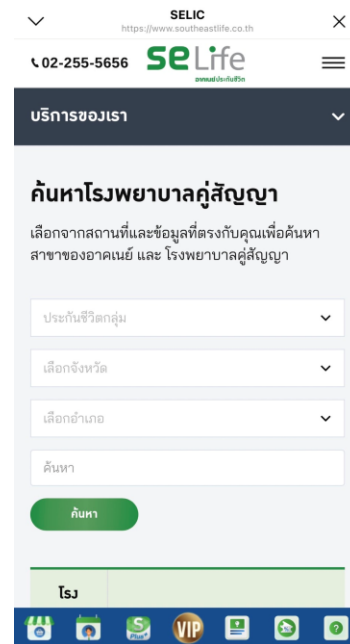 SELIC
https://www.southeastlife.co.th
02-255-5656
seLife
อาคเนย์ประกันชีวิต
บริการของเรา
ค้นหาโรงพยาบาลคู่สัญญา
เลือกจากสถานที่และข้อมูลที่ตรงกับคุณเพื่อค้นหา
สาขาของอาคเนย์ และ โรงพยาบาลคู่สัญญา
ประกันชีวิตกลุ่ม
เลือกจังหวัด
เลือกอำเภอ
ค้นหา
ค้นหา
โรง
S Plus+
VIP
?